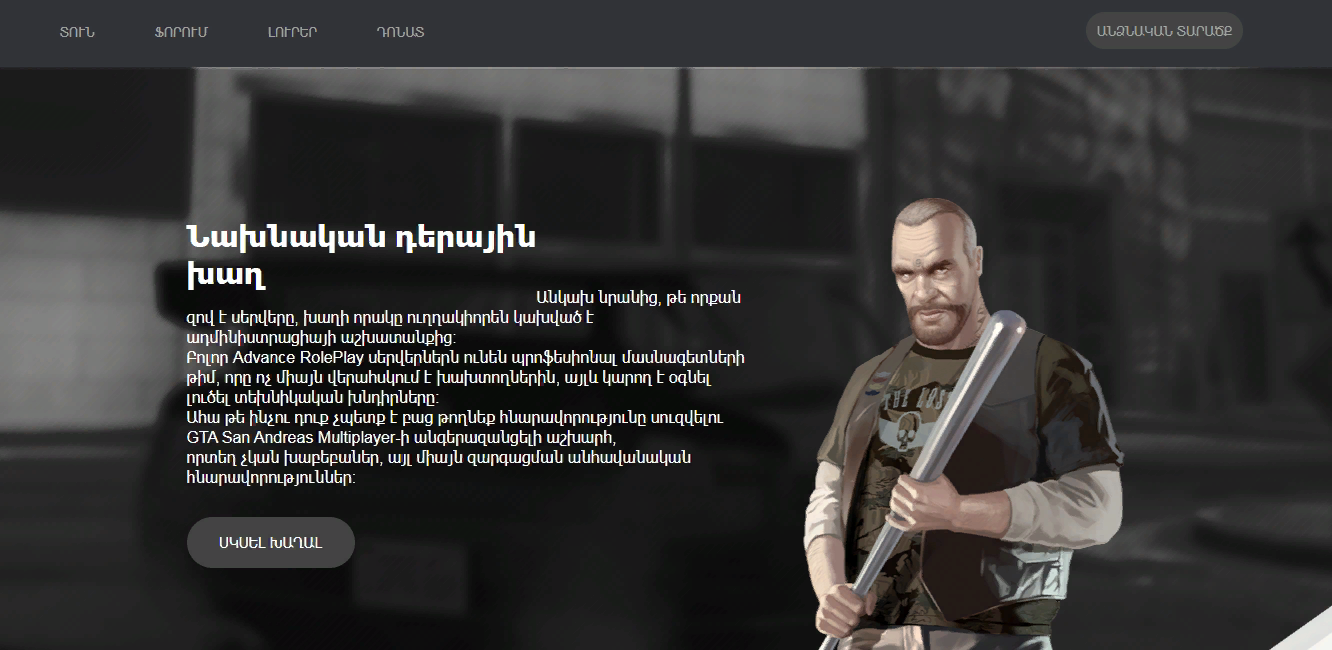 ՏՈՒՆ ՖՈՐՈՒՄ ԼՈՒՐԵՐ ԴՈՆԱՏ ԱՆՁՆԱԿԱՆ ՏԱՐԱԾՔ
Նախնական դերային
խաղ
Անկախ նրանից, թե որքան
զով է սերվերը, խաղի որակը ուղղակիորեն կախված է
ադմինիստրացիայի աշխատանքից:
Բոլոր Advance RolePlay սերվերներն ունեն պրոֆեսիոնալ մասնագետների
թիմ, որը ոչ միայն վերահսկում է խախտողներին, այլև կարող է օգնել
լուծել տեխնիկական խնդիրները:
Ահա թե ինչու դուք չպետք է բաց թողնեք հնարավորությունը սուզվելու
GTA San Andreas Multiplayer-ի անգերազանցելի աշխարհ,
որտեղ չկան խաբեբաներ, այլ միայն զարգացման անհավանական
հնարավորություններ:
ՍԿՍԵԼ ԽԱՂԱԼ